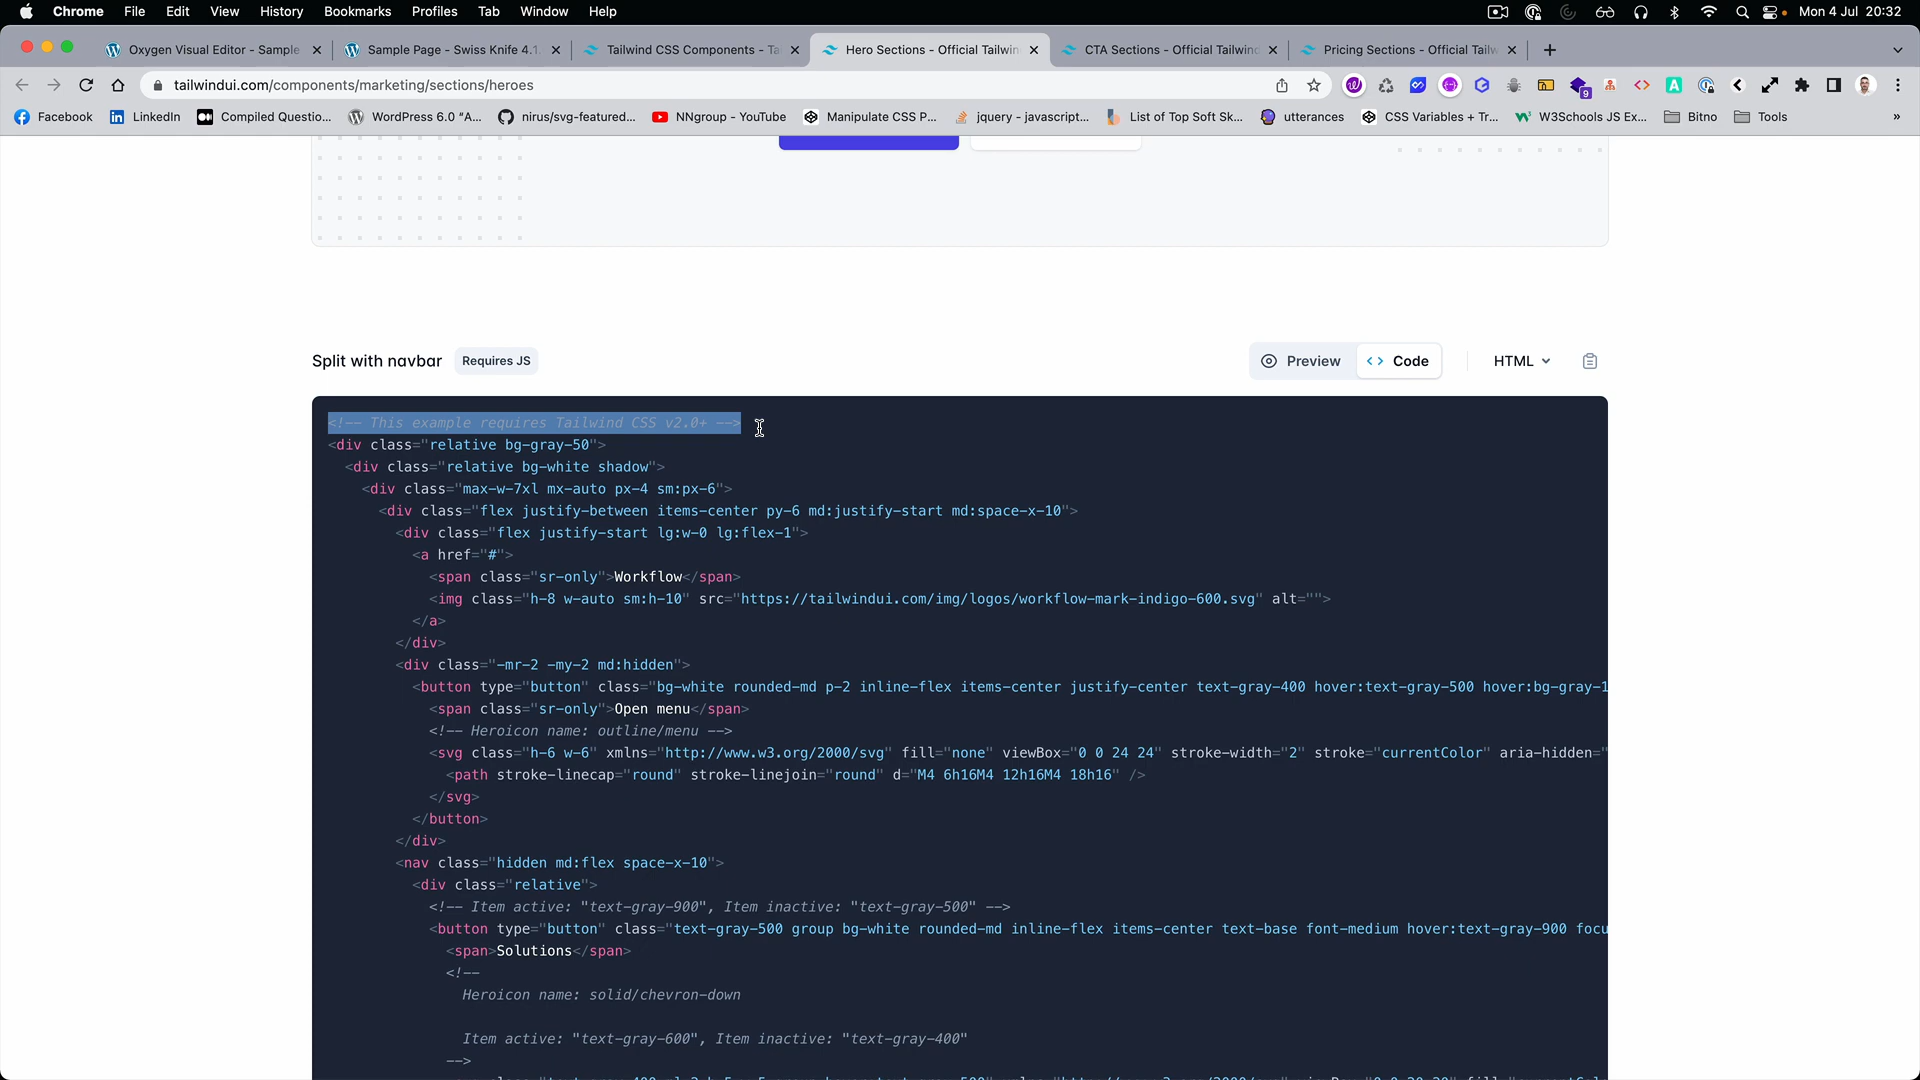 Chrome File Edit View History Bookmarks Profiles Tab Window Help Mon 4 Jul 20:32
Oxygen Visual Editor - Sample Sample Page - Swiss Knife 4.1. Tailwind CSS Components - Ta Hero Sections - Official Tailwin CTA Sections - Official Tailwind Pricing Sections - Official Tailw
tailwindui.com/components/marketing/sections/heroes 9
Facebook LinkedIn Compiled Questio... WordPress 6.0 “A... nirus/svg-featured... NNgroup - YouTube Manipulate CSS P... jquery - javascript... List of Top Soft Sk... utterances CSS Variables + Tr... W3Schools JS Ex... Bitno Tools »
Split with navbar Requires JS Preview <> Code HTML
<!-- This example requires Tailwind CSS v2.0+ -->
<div class="relative bg-gray-50">
<div class="relative bg-white shadow">
<div class="max-w-7xl mx-auto px-4 sm:px-6">
<div class="flex justify-between items-center py-6 md:justify-start md:space-x-10">
<div class="flex justify-start lg:w-0 lg:flex-1">
<a href="#">
<span class="sr-only">Workflow</span>
<img class="h-8 w-auto sm:h-10" src="https://tailwindui.com/img/logos/workflow-mark-indigo-600.svg" alt="">
</a>
</div>
<div class="-mr-2 -my-2 md:hidden">
<button type="button" class="bg-white rounded-md p-2 inline-flex items-center justify-center text-gray-400 hover:text-gray-500 hover:bg-gray-1
<span class="sr-only">Open menu</span>
<!-- Heroicon name: outline/menu -->
<svg class="h-6 w-6" xmlns="http://www.w3.org/2000/svg" fill="none" viewBox="0 0 24 24" stroke-width="2" stroke="currentColor" aria-hidden="
<path stroke-linecap="round" stroke-linejoin="round" d="M4 6h16M4 12h16M4 18h16" />
</svg>
</button>
</div>
<nav class="hidden md:flex space-x-10">
<div class="relative">
<!-- Item active: "text-gray-900", Item inactive: "text-gray-500" -->
<button type="button" class="text-gray-500 group bg-white rounded-md inline-flex items-center text-base font-medium hover:text-gray-900 focu
<span>Solutions</span>
<!--
Heroicon name: solid/chevron-down
Item active: "text-gray-600", Item inactive: "text-gray-400"
-->